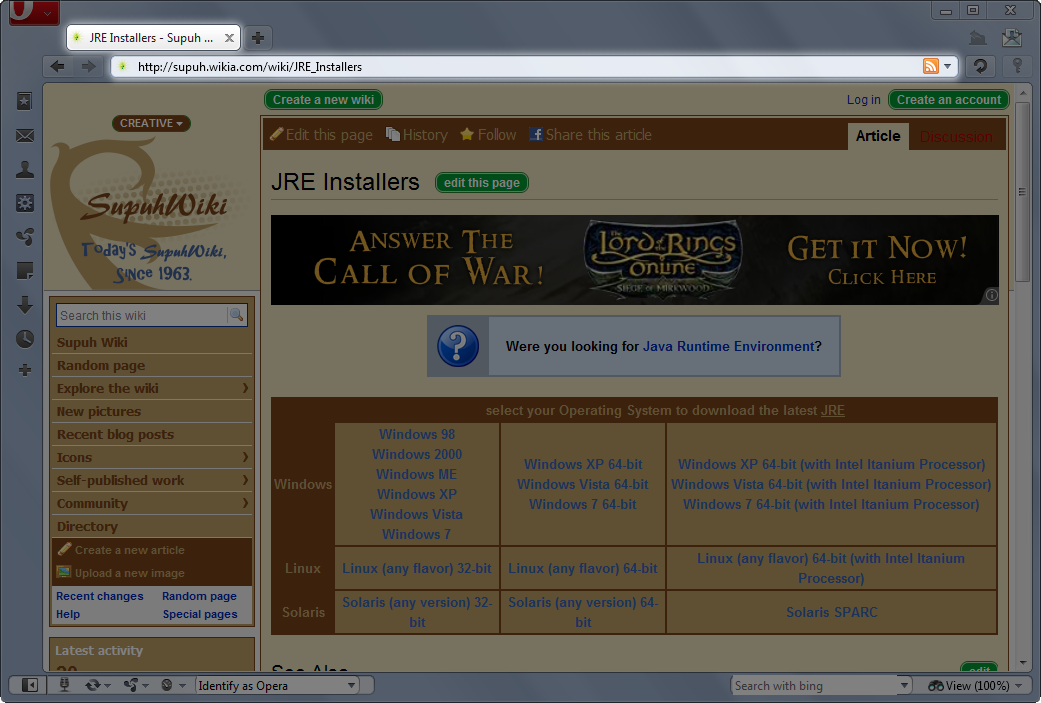 JRE Installers - Supuh ...
http://supuh.wikia.com/wiki/JRE_Installers
Create a new wiki
Log in
Create an account
CREATIVE
SupuhWiki
Today's SupuhWiki,
Since 1963.
Edit this page
History
Follow
Share this article
Article
Discussion
JRE Installers
edit this page
Answer The
Call of War!
The
Lord of the Rings
Online
Siege of Mirkwood
Get it Now!
Click Here
Search this wiki
Supuh Wiki
Random page
Explore the wiki
New pictures
Recent blog posts
Icons
Self-published work
Community
Directory
Create a new article
Upload a new image
Recent changes
Random page
Help
Special pages
Latest activity
Were you looking for Java Runtime Environment?
select your Operating System to download the latest JRE
Windows
Windows 98
Windows 2000
Windows ME
Windows XP
Windows Vista
Windows 7
Windows XP 64-bit
Windows Vista 64-bit
Windows 7 64-bit
Windows XP 64-bit (with Intel Itanium Processor)
Windows Vista 64-bit (with Intel Itanium Processor)
Windows 7 64-bit (with Intel Itanium Processor)
Linux
Linux (any flavor) 32-bit
Linux (any flavor) 64-bit
Linux (any flavor) 64-bit (with Intel Itanium
Processor)
Solaris
Solaris (any version) 32-
bit
Solaris (any version) 64-
bit
Solaris SPARC
See Also
edit
Identify as Opera
Search with bing
View (100%)